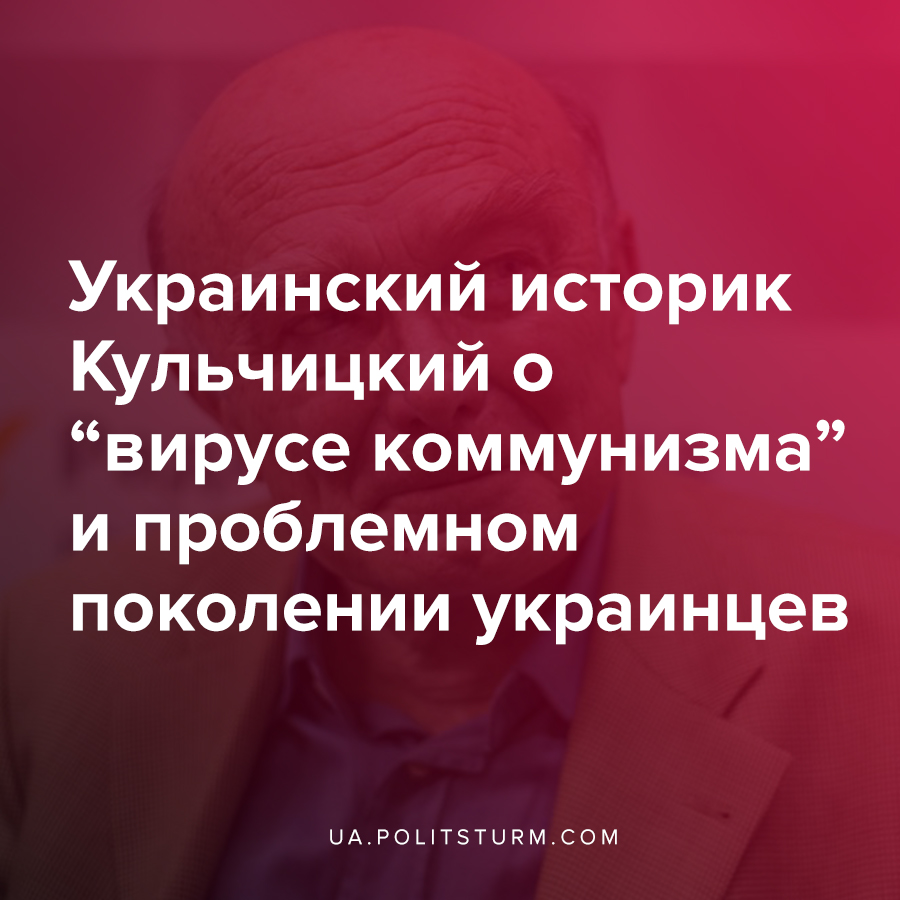 Украинский историк
Кульчицкий о
“вирусе коммунизма”
и проблемном
поколении украинцев
UA.POLITSTURM.COM